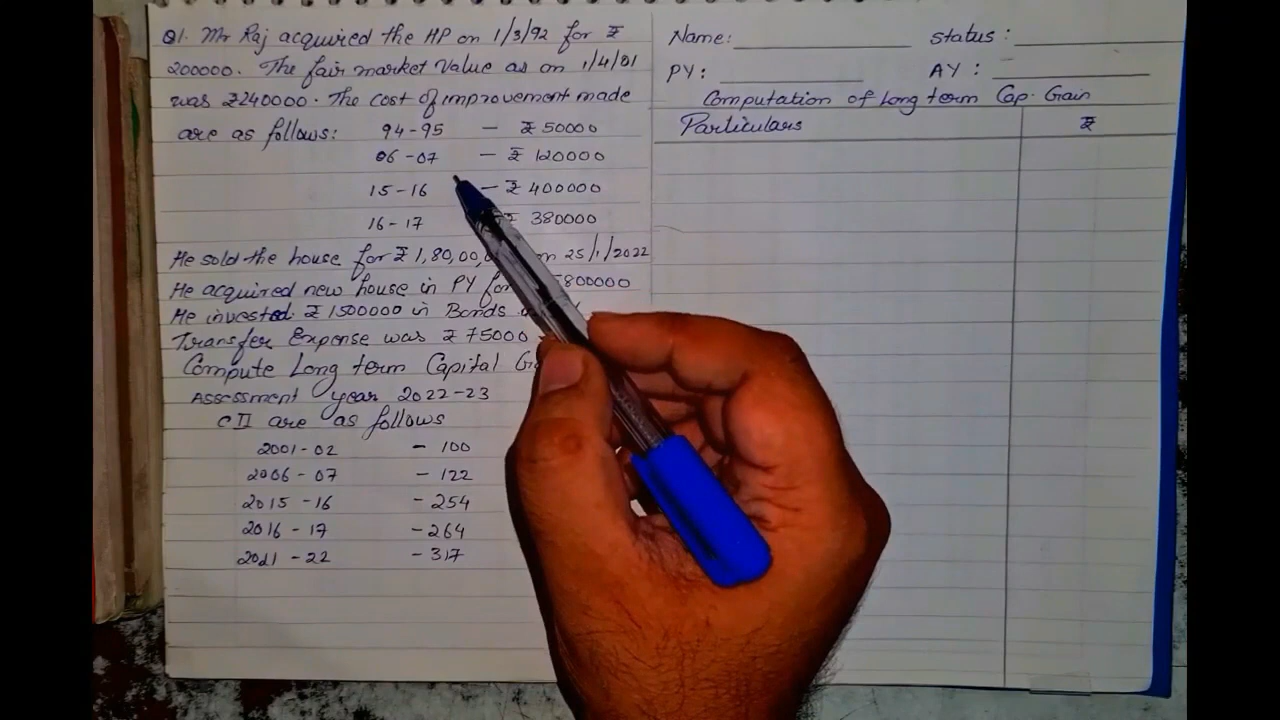 Q1. Mr Raj acquired the HP on 1/3/92 for ₹
200000. The fair market value as on 1/4/01
was ₹240000. The cost of improvement made
are as follows: 94-95 - ₹ 50000
06-07 - ₹ 120000
15-16 - ₹ 400000
16-17 ₹ 380000
He sold the house for ₹ 1,80,00, on 25/1/2022
He acquired new house in PY for 800000
He invested ₹ 1500000 in Bonds
Transfer Expense was ₹ 75000
Compute Long term Capital
Assessment year 2022-23
CII are as follows
2001-02 - 100
2006-07 - 122
2015-16 - 254
2016-17 - 264
2021-22 - 317
Name: Status:
PY: AY:
Computation of Long term Cap. Gain
Particulars ₹